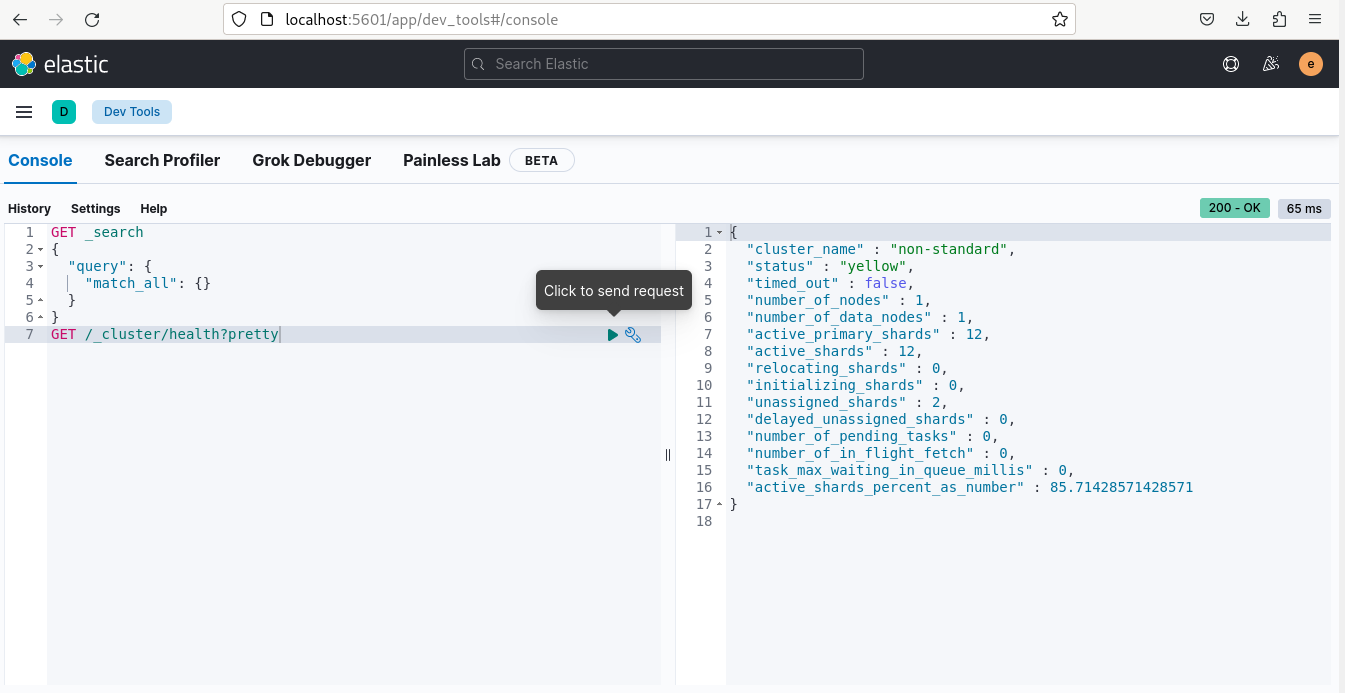 localhost:5601/app/dev_tools#/console
elastic
Search Elastic
e
D
Dev Tools
Console
Search Profiler
Grok Debugger
Painless Lab
BETA
History
Settings
Help
200 - OK
65 ms
1 GET _search
2 {
3 "query": {
4 "match_all": {}
5 }
6 }
7 GET /_cluster/health?pretty
Click to send request
1 {
2 "cluster_name" : "non-standard",
3 "status" : "yellow",
4 "timed_out" : false,
5 "number_of_nodes" : 1,
6 "number_of_data_nodes" : 1,
7 "active_primary_shards" : 12,
8 "active_shards" : 12,
9 "relocating_shards" : 0,
10 "initializing_shards" : 0,
11 "unassigned_shards" : 2,
12 "delayed_unassigned_shards" : 0,
13 "number_of_pending_tasks" : 0,
14 "number_of_in_flight_fetch" : 0,
15 "task_max_waiting_in_queue_millis" : 0,
16 "active_shards_percent_as_number" : 85.71428571428571
17 }
18